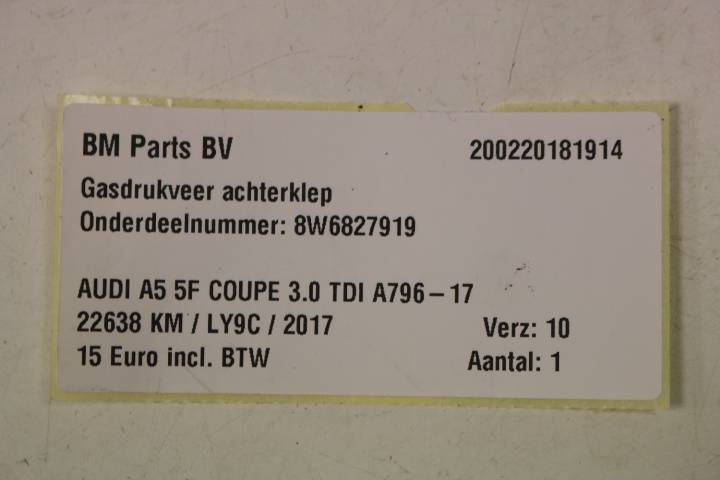 BM Parts BV 200220181914
Gasdrukveer achterklep
Onderdeelnummer: 8W6827919
AUDI A5 5F COUPE 3.0 TDI A796-17
22638 KM / LY9C / 2017 Verz: 10
15 Euro incl. BTW Aantal: 1